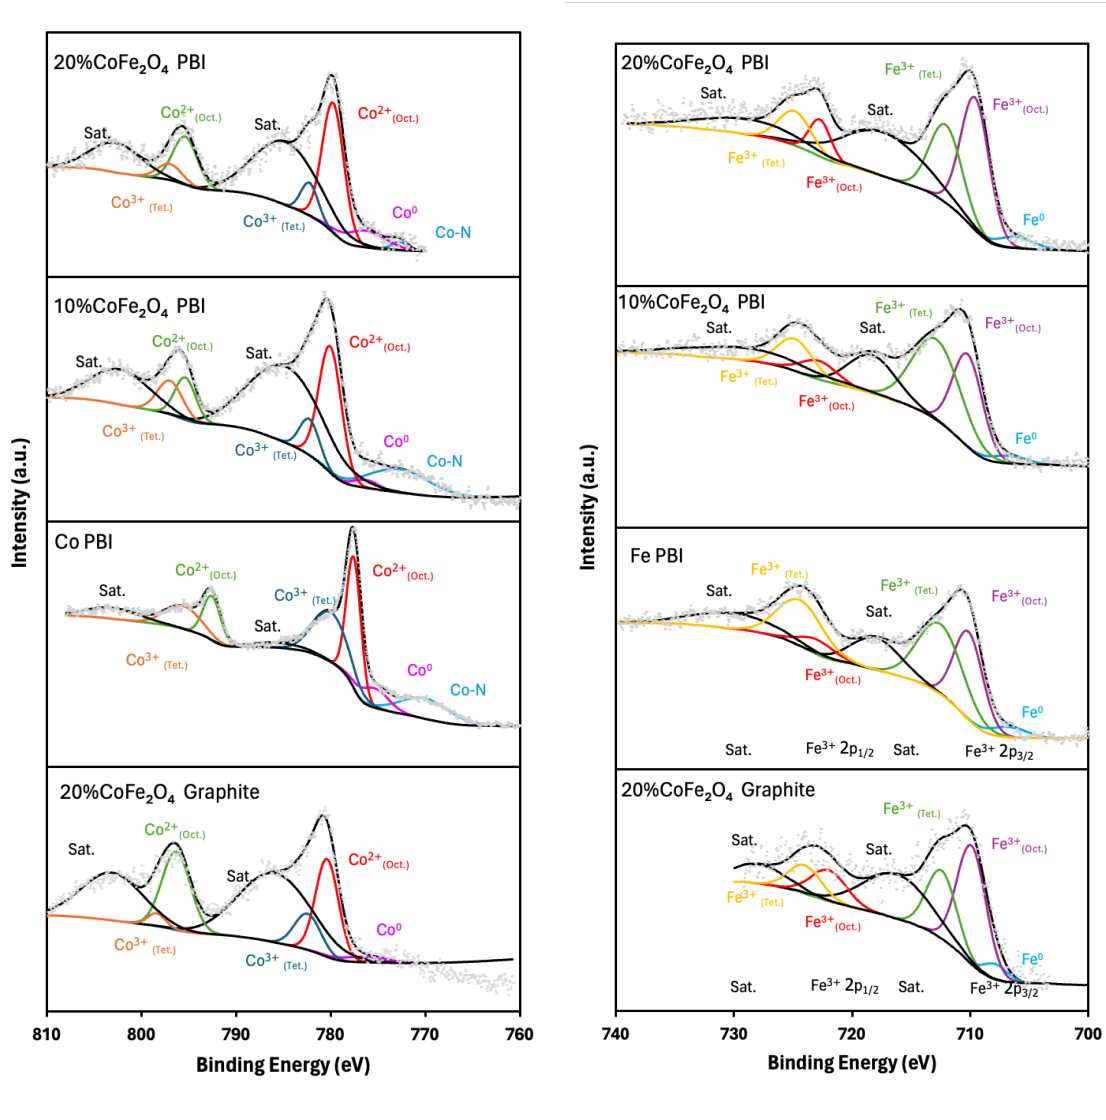 Intensity (a.u.)
20%CoFe₂O₄ PBI
Sat.
Co²⁺(Oct.)
Co³⁺ (Tet.)
Sat.
Co²⁺(Oct.)
Co³⁺ (Tet.)
Co⁰
Co-N
10%CoFe₂O₄ PBI
Sat.
Co²⁺(Oct.)
Co³⁺ (Tet.)
Sat.
Co²⁺(Oct.)
Co³⁺ (Tet.)
Co⁰
Co-N
Co PBI
Sat.
Co²⁺(Oct.)
Co³⁺ (Tet.)
Sat.
Co³⁺ (Tet.)
Co²⁺(Oct.)
Co⁰
Co-N
20%CoFe₂O₄ Graphite
Sat.
Co²⁺(Oct.)
Co³⁺ (Tet.)
Sat.
Co²⁺(Oct.)
Co³⁺ (Tet.)
Co⁰
810 800 790 780 770 760
Binding Energy (eV)
Intensity (a.u.)
20%CoFe₂O₄ PBI
Sat.
Fe³⁺ (Tet.)
Fe³⁺(Oct.)
Sat.
Fe³⁺ (Tet.)
Fe³⁺(Oct.)
Fe⁰
10%CoFe₂O₄ PBI
Sat.
Fe³⁺ (Tet.)
Fe³⁺(Oct.)
Sat.
Fe³⁺ (Tet.)
Fe³⁺(Oct.)
Fe⁰
Fe PBI
Sat.
Fe³⁺ (Tet.)
Fe³⁺(Oct.)
Sat.
Fe³⁺ (Tet.)
Fe³⁺(Oct.)
Fe⁰
Sat. Fe³⁺ 2p₁/₂ Sat. Fe³⁺ 2p₃/₂
20%CoFe₂O₄ Graphite
Sat.
Fe³⁺ (Tet.)
Fe³⁺(Oct.)
Sat.
Fe³⁺ (Tet.)
Fe³⁺(Oct.)
Fe⁰
Sat. Fe³⁺ 2p₁/₂ Sat. Fe³⁺ 2p₃/₂
740 730 720 710 700
Binding Energy (eV)